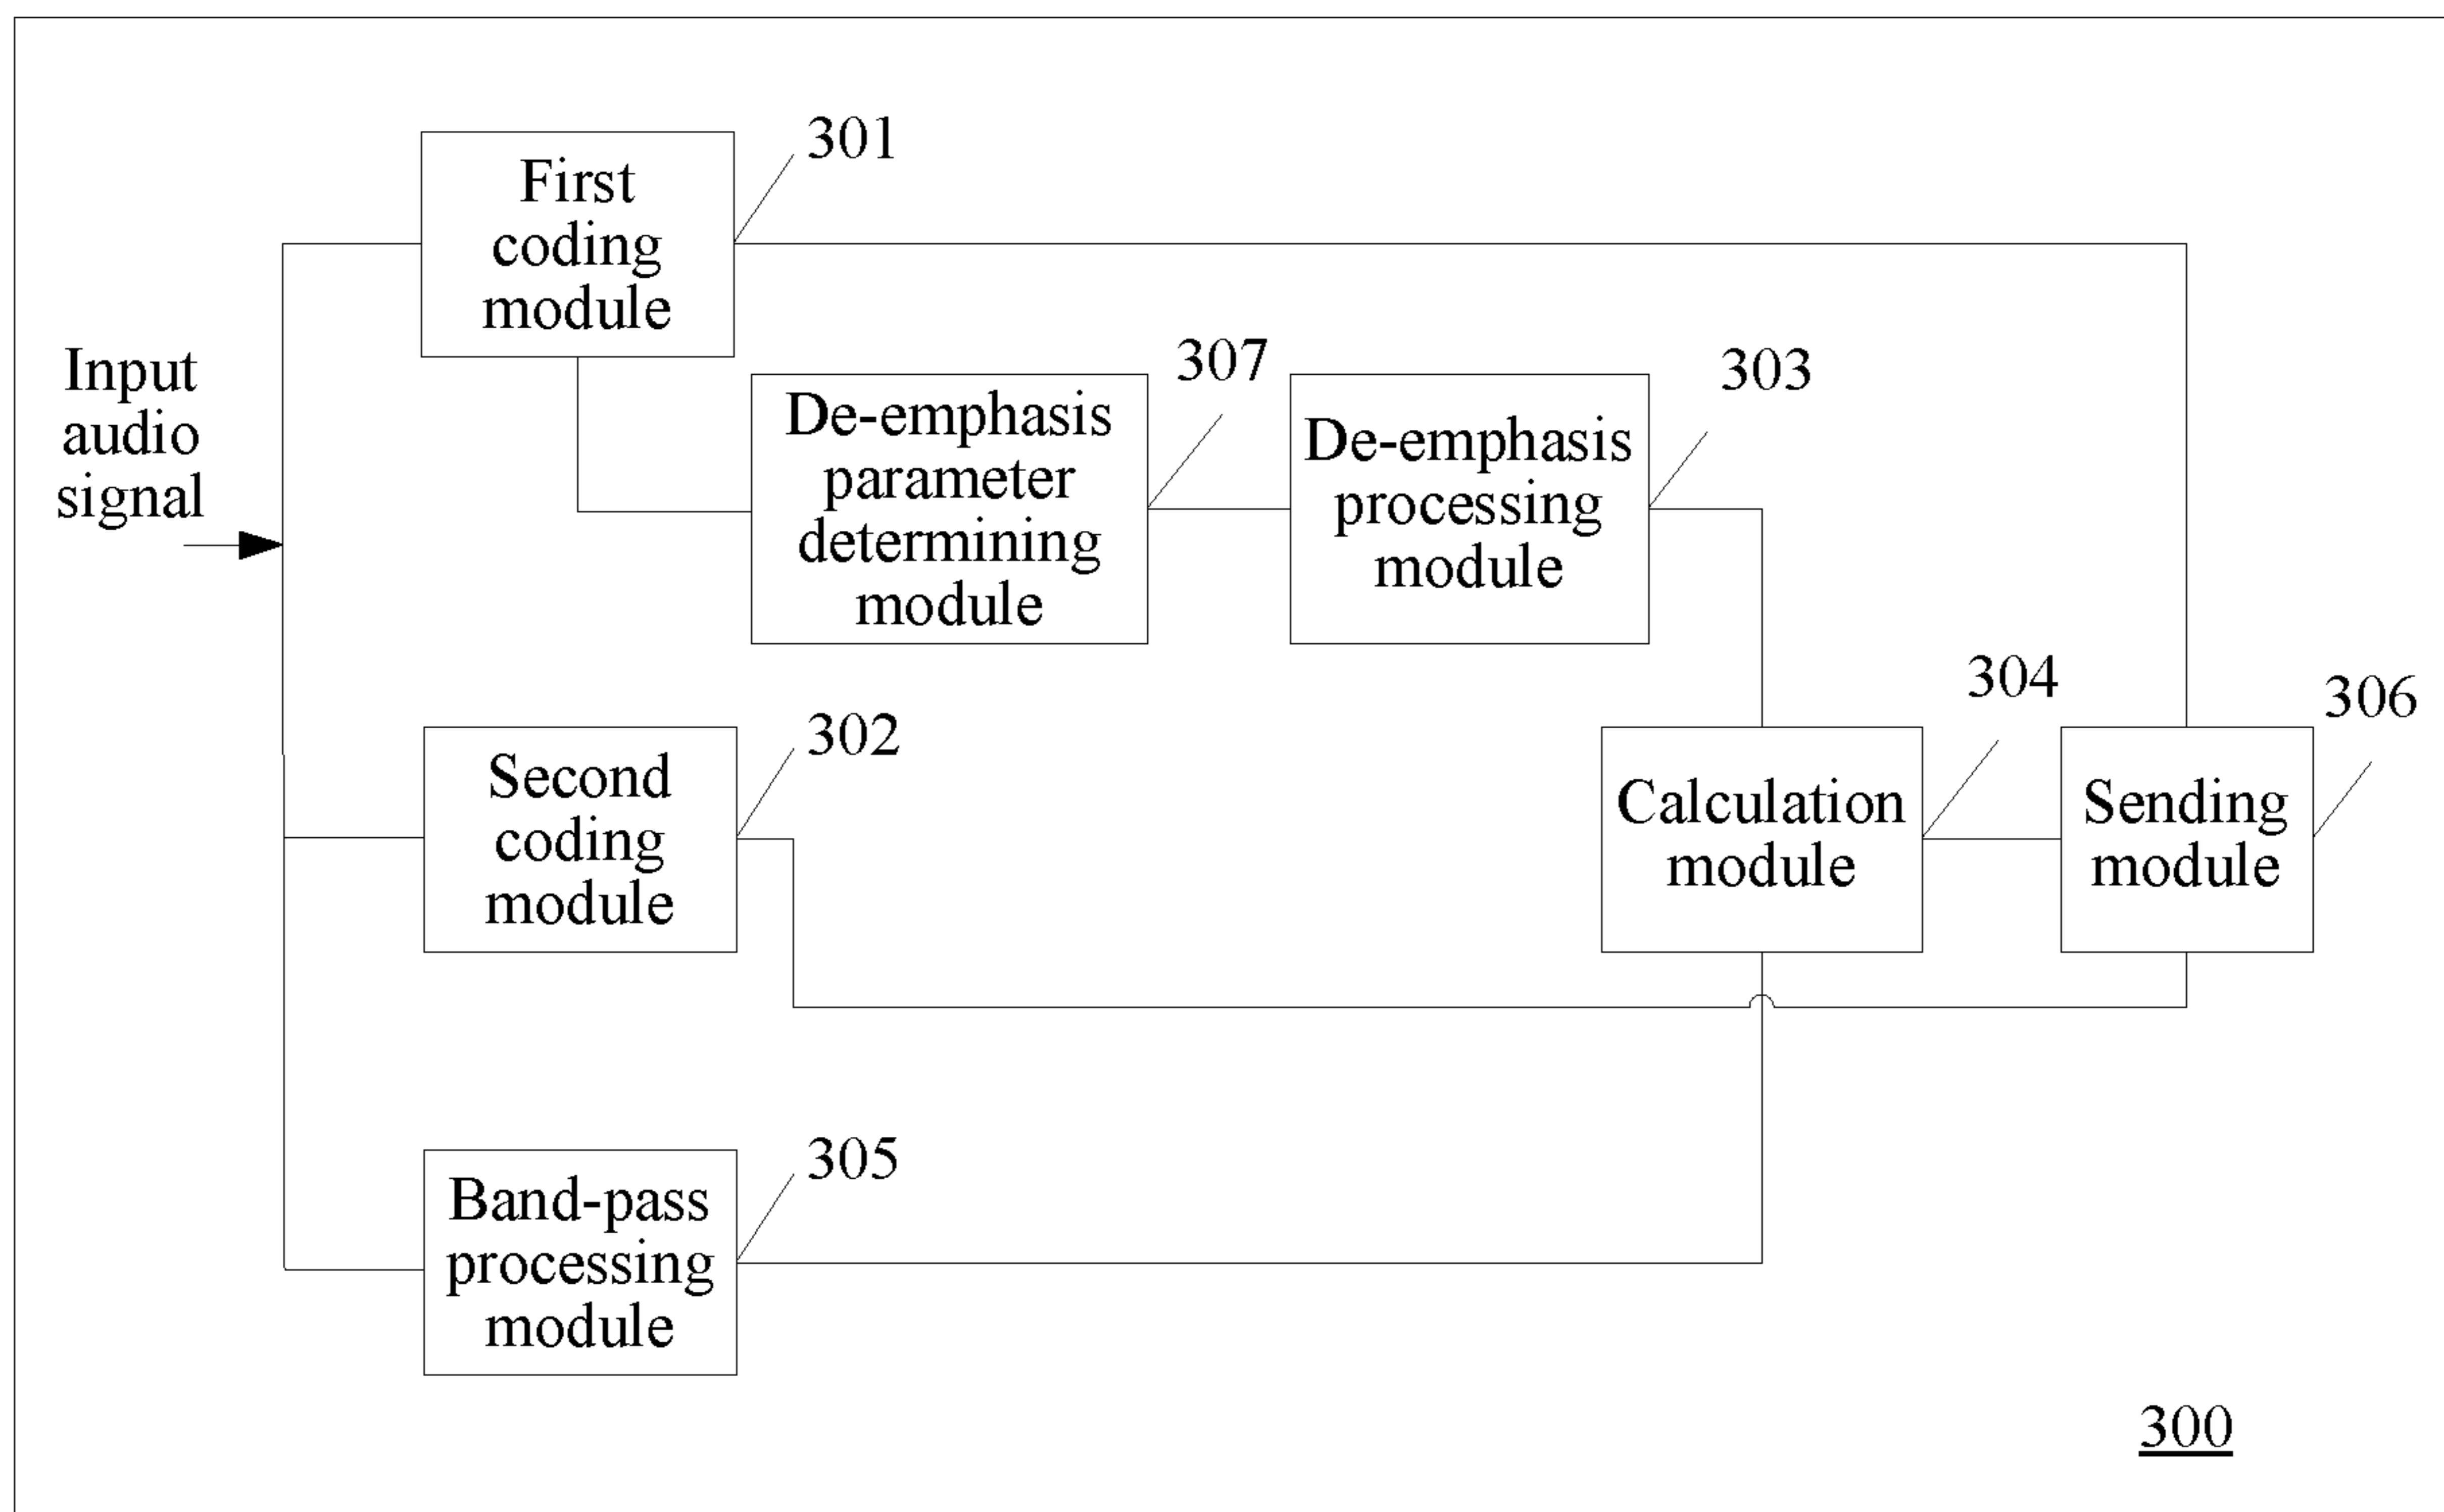 301
First
coding
module
Input
audio
signal
307
De-emphasis
parameter
determining
module
303
De-emphasis
processing
module
302
Second
coding
module
304
Calculation
module
306
Sending
module
305
Band-pass
processing
module
300